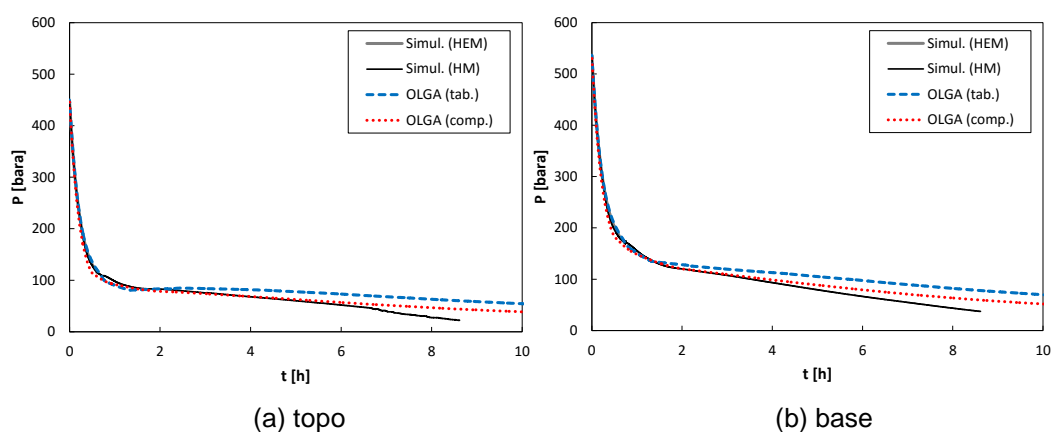 600
500
400
300
200
100
0
P [bara]
0 2 4 6 8 10
t [h]
Simul. (HEM)
Simul. (HM)
OLGA (tab.)
OLGA (comp.)
(a) topo
600
500
400
300
200
100
0
P [bara]
0 2 4 6 8 10
t [h]
Simul. (HEM)
Simul. (HM)
OLGA (tab.)
OLGA (comp.)
(b) base